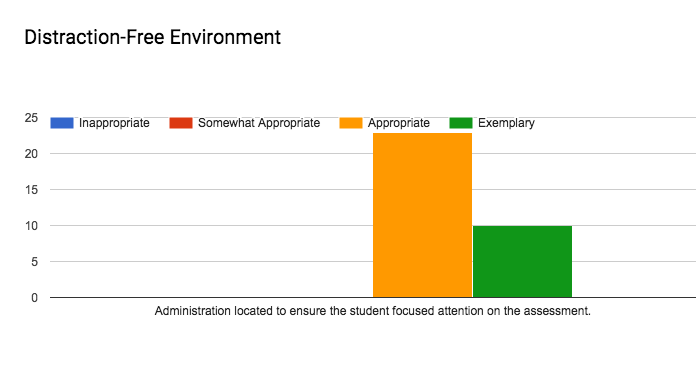 Distraction-Free Environment
Inappropriate Somewhat Appropriate Appropriate Exemplary
25
20
15
10
5
0
Administration located to ensure the student focused attention on the assessment.